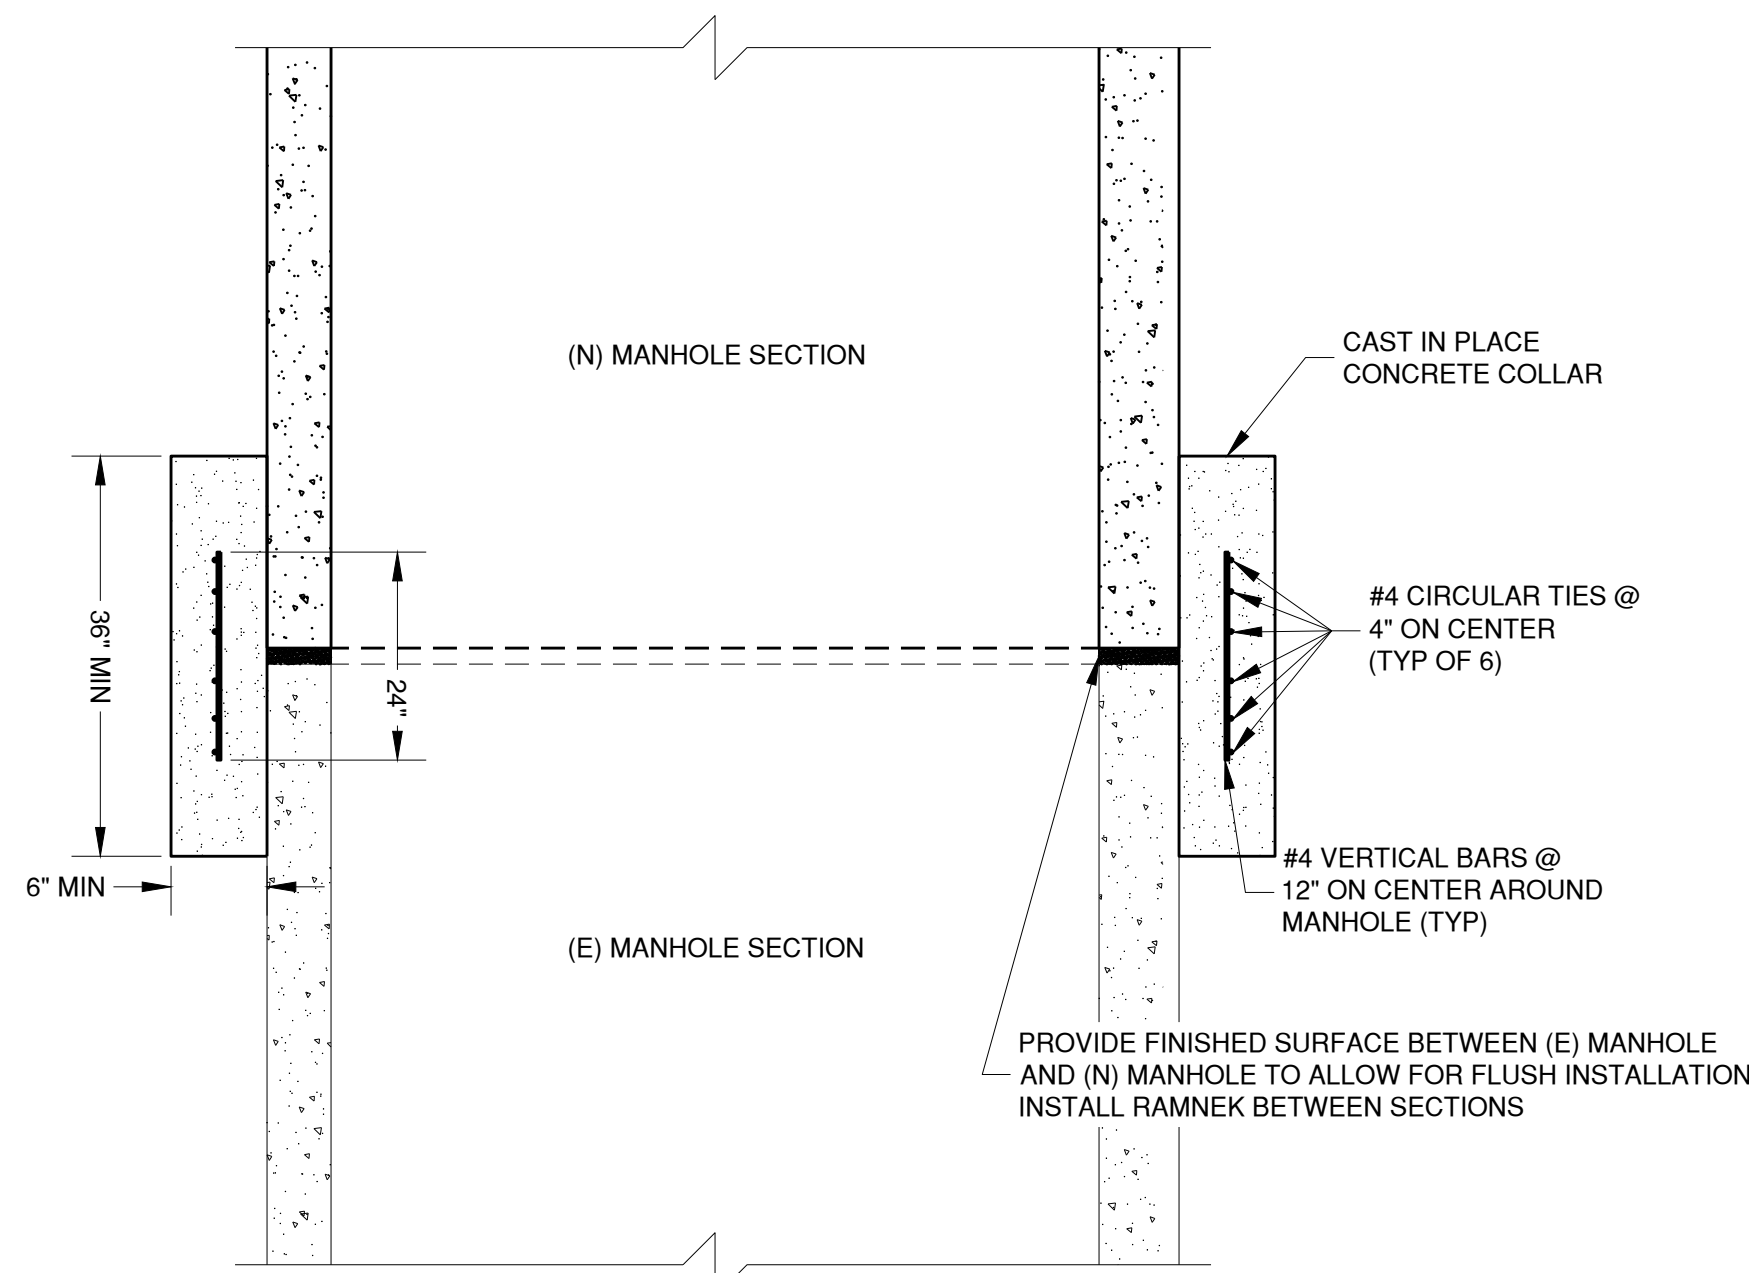 (N) MANHOLE SECTION
CAST IN PLACE
CONCRETE COLLAR
36" MIN
24"
#4 CIRCULAR TIES @
4" ON CENTER
(TYP OF 6)
6" MIN
#4 VERTICAL BARS @
12" ON CENTER AROUND
MANHOLE (TYP)
(E) MANHOLE SECTION
PROVIDE FINISHED SURFACE BETWEEN (E) MANHOLE
AND (N) MANHOLE TO ALLOW FOR FLUSH INSTALLATION
INSTALL RAMNEK BETWEEN SECTIONS